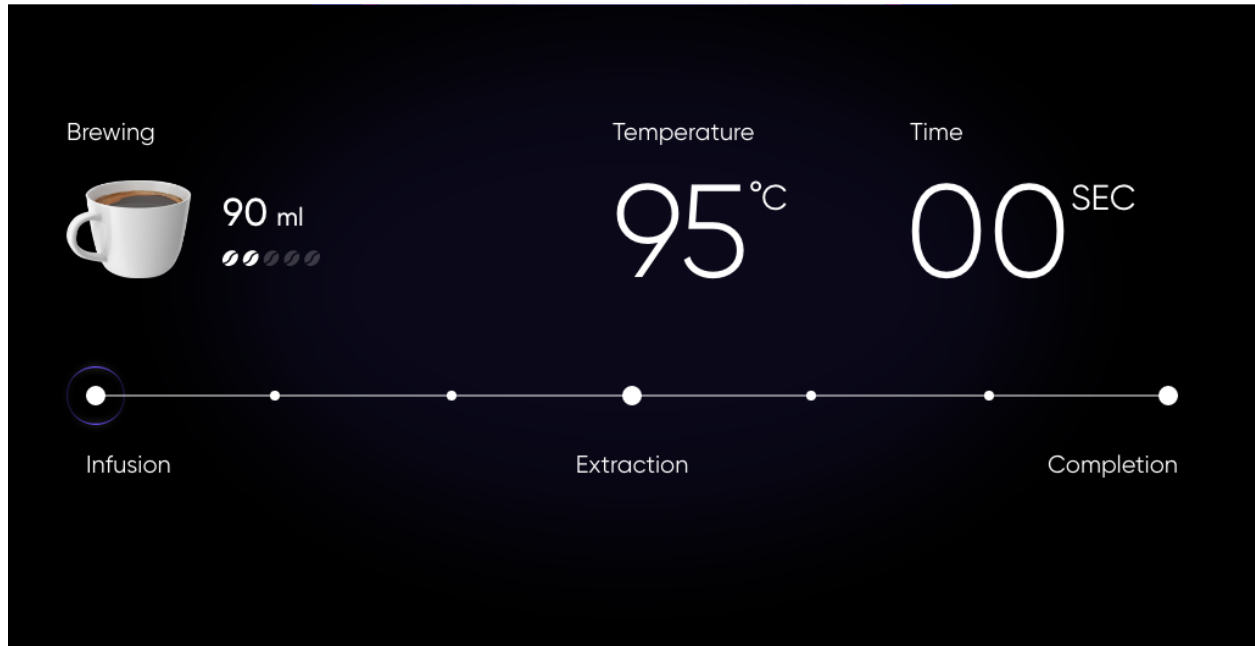 Brewing
90 ml
Temperature
95 °C
Time
00 SEC
Infusion
Extraction
Completion